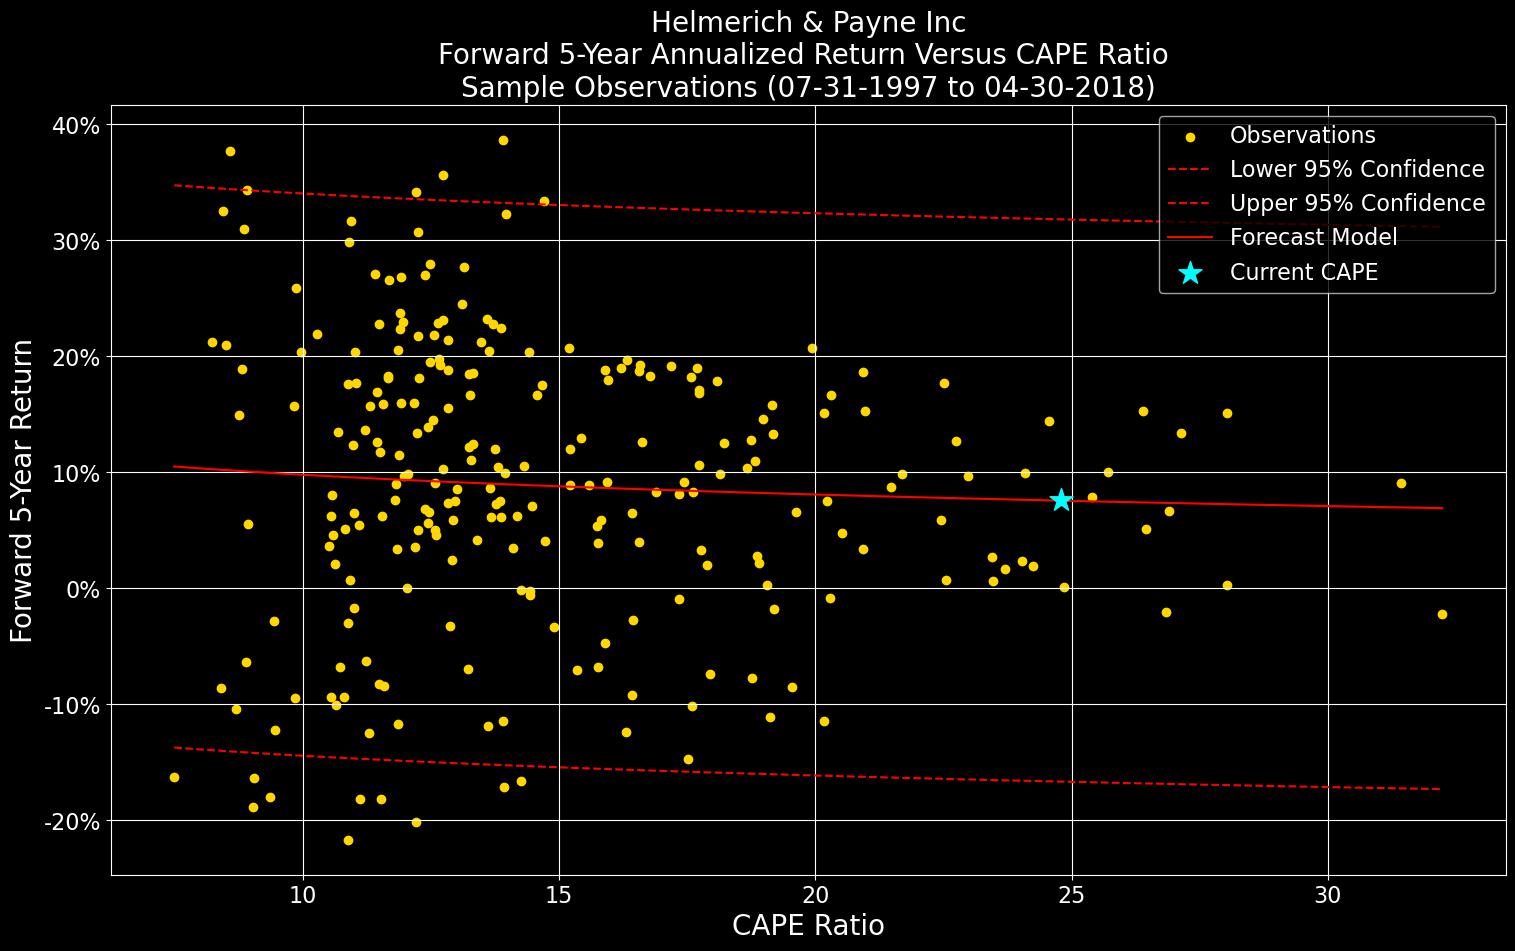 Helmerich & Payne Inc
Forward 5-Year Annualized Return Versus CAPE Ratio
Sample Observations (07-31-1997 to 04-30-2018)
Observations
Lower 95% Confidence
Upper 95% Confidence
Forecast Model
Current CAPE
Forward 5-Year Return
40%
30%
20%
10%
0%
-10%
-20%
10
15
20
25
30
CAPE Ratio